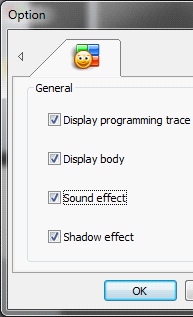 Option
General
Display programming trace
Display body
Sound effect
Shadow effect
OK